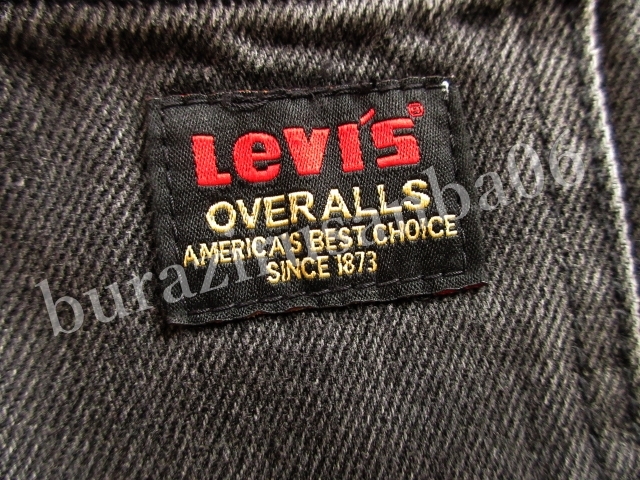 Levi's®
OVERALLS
AMERICA'S BEST CHOICE
SINCE 1873